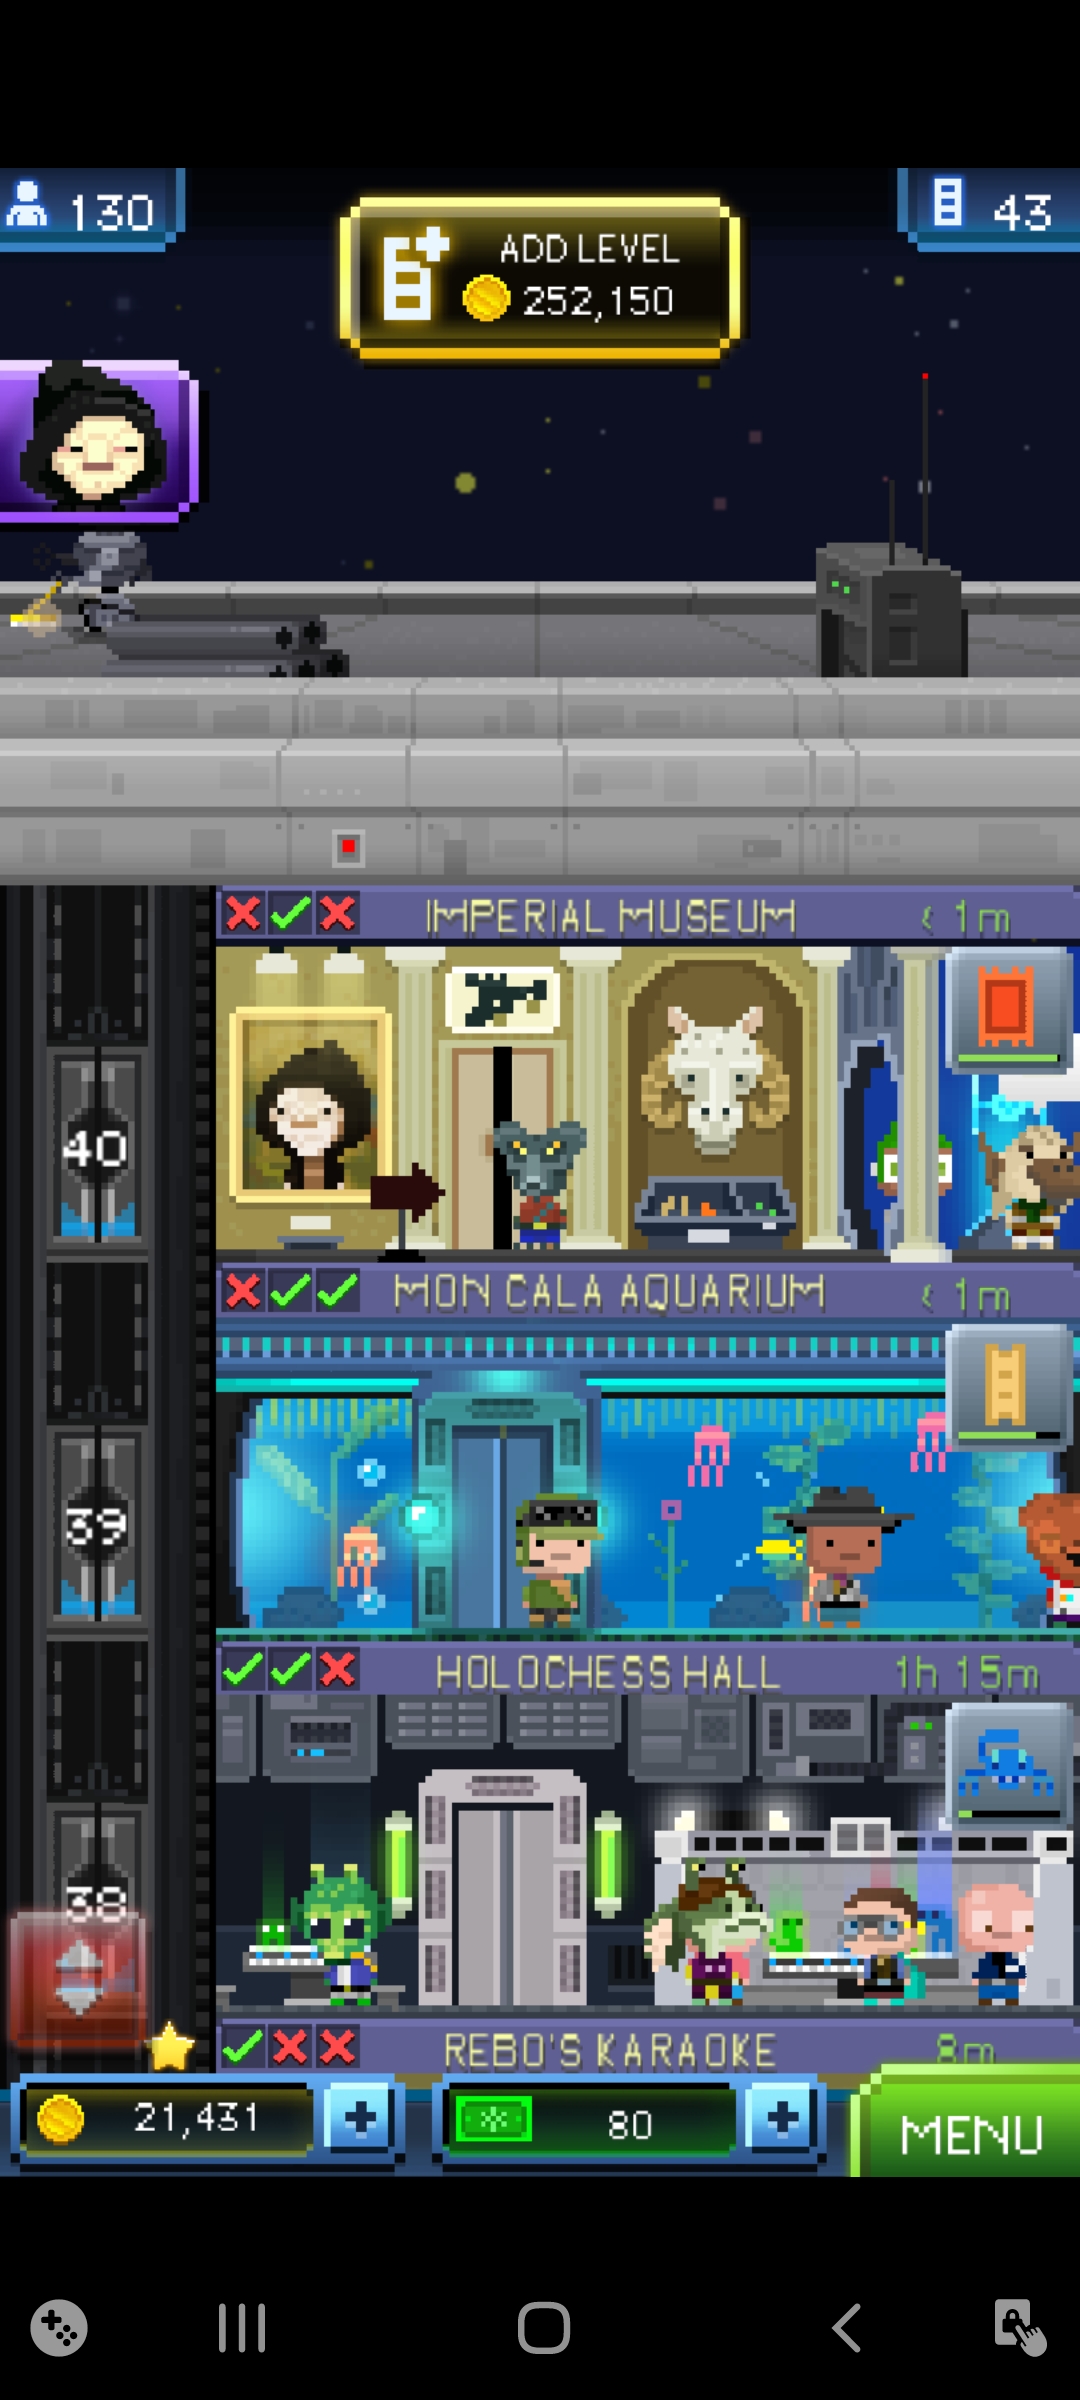 130
ADD LEVEL
252,150
43
IMPERIAL MUSEUM < 1m
40
MON CALA AQUARIUM < 1m
39
HOLOCHESS HALL 1h 15m
38
REBO'S KARAOKE 8m
21,431
80
MENU